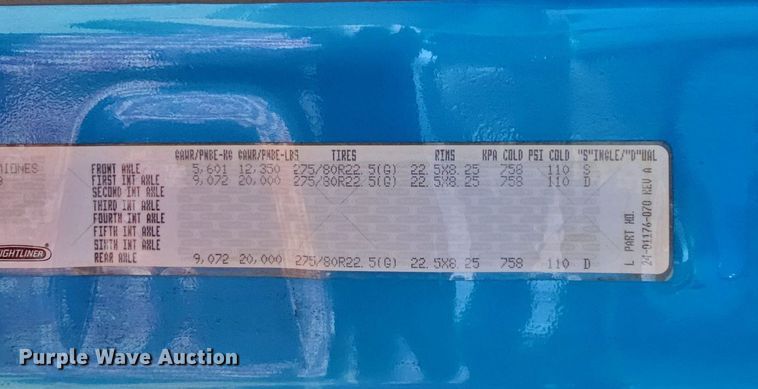 GAWR/PNBE-KG GAWR/PNBE-LBS TIRES RIMS KPA COLD PSI COLD "S"INGLE/"D"UAL
FRONT AXLE 5,601 12,350 275/80R22.5(G) 22.5X8.25 758 110 S
FIRST INT AXLE 9,072 20,000 275/80R22.5(G) 22.5X8.25 758 110 D
SECOND INT AXLE
THIRD INT AXLE
FOURTH INT AXLE
FIFTH INT AXLE
SIXTH INT AXLE
REAR AXLE 9,072 20,000 275/80R22.5(G) 22.5X8.25 758 110 D
L PART NO.
24-01176-070 REV A
IGHTLINER
Purple Wave Auction